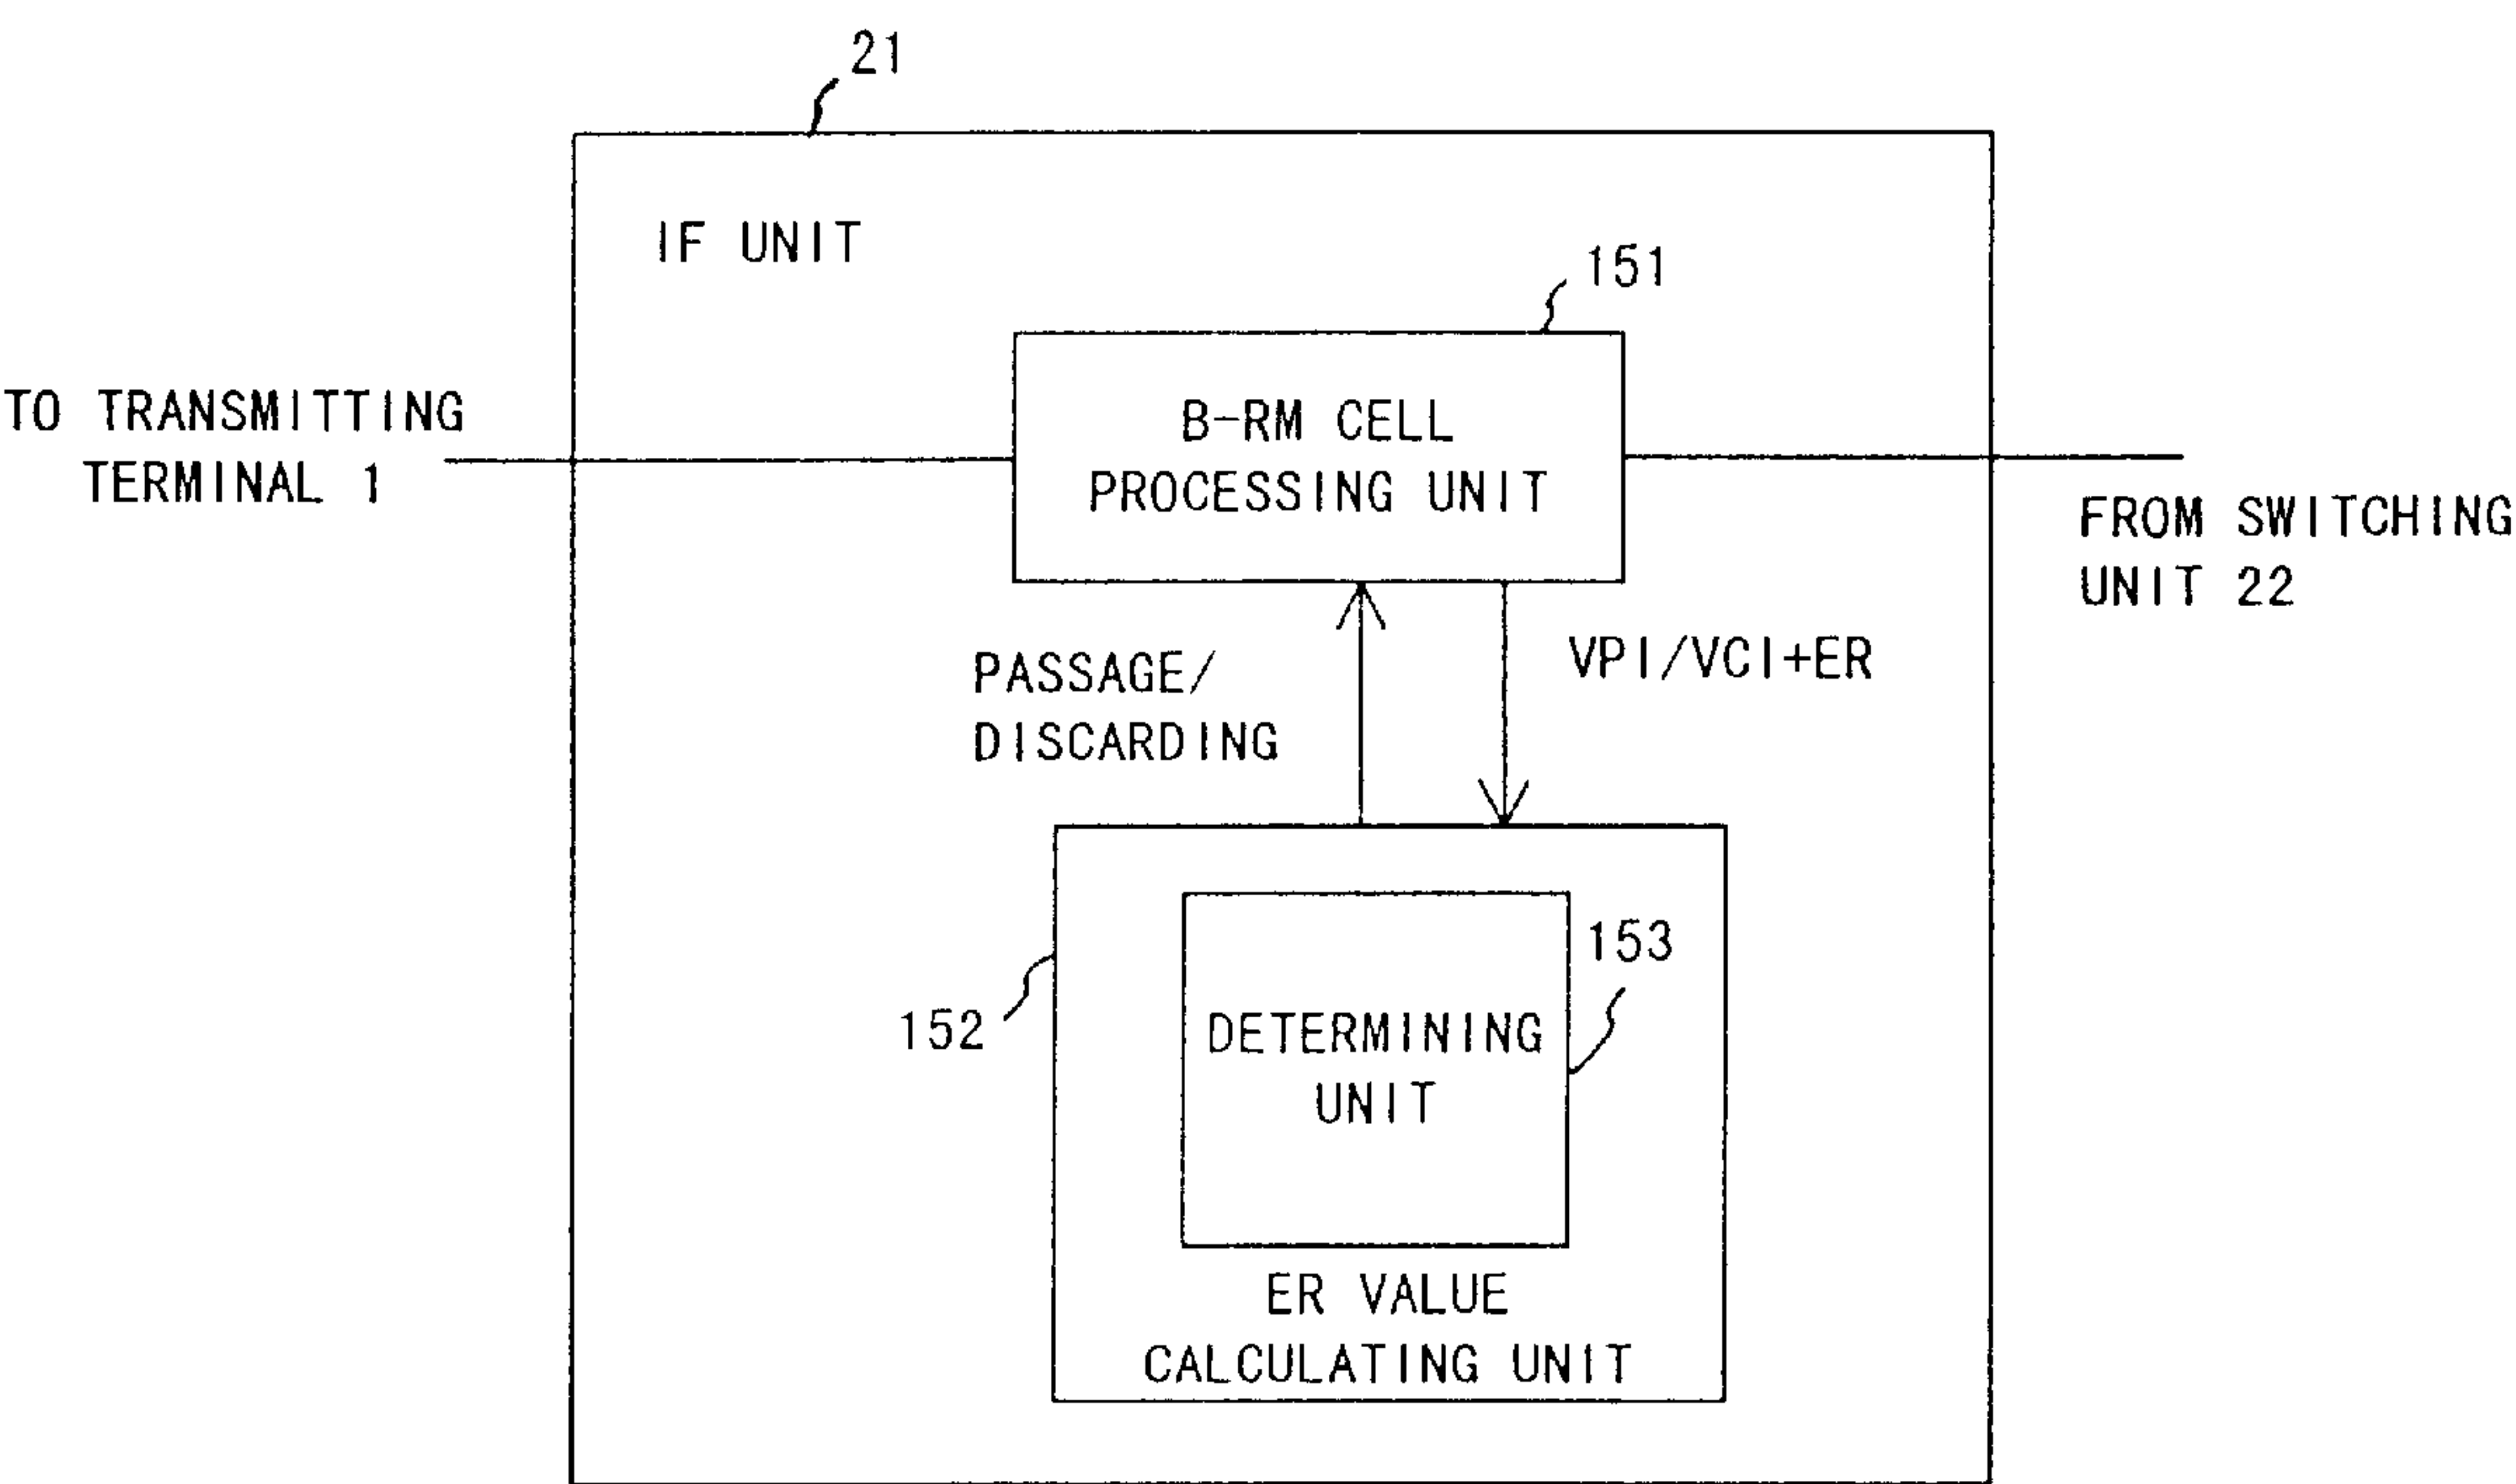 21
IF UNIT
151
TO TRANSMITTING
TERMINAL 1
B-RM CELL
PROCESSING UNIT
FROM SWITCHING
UNIT 22
PASSAGE/
DISCARDING
VPI/VCI+ER
153
152
DETERMINING
UNIT
ER VALUE
CALCULATING UNIT